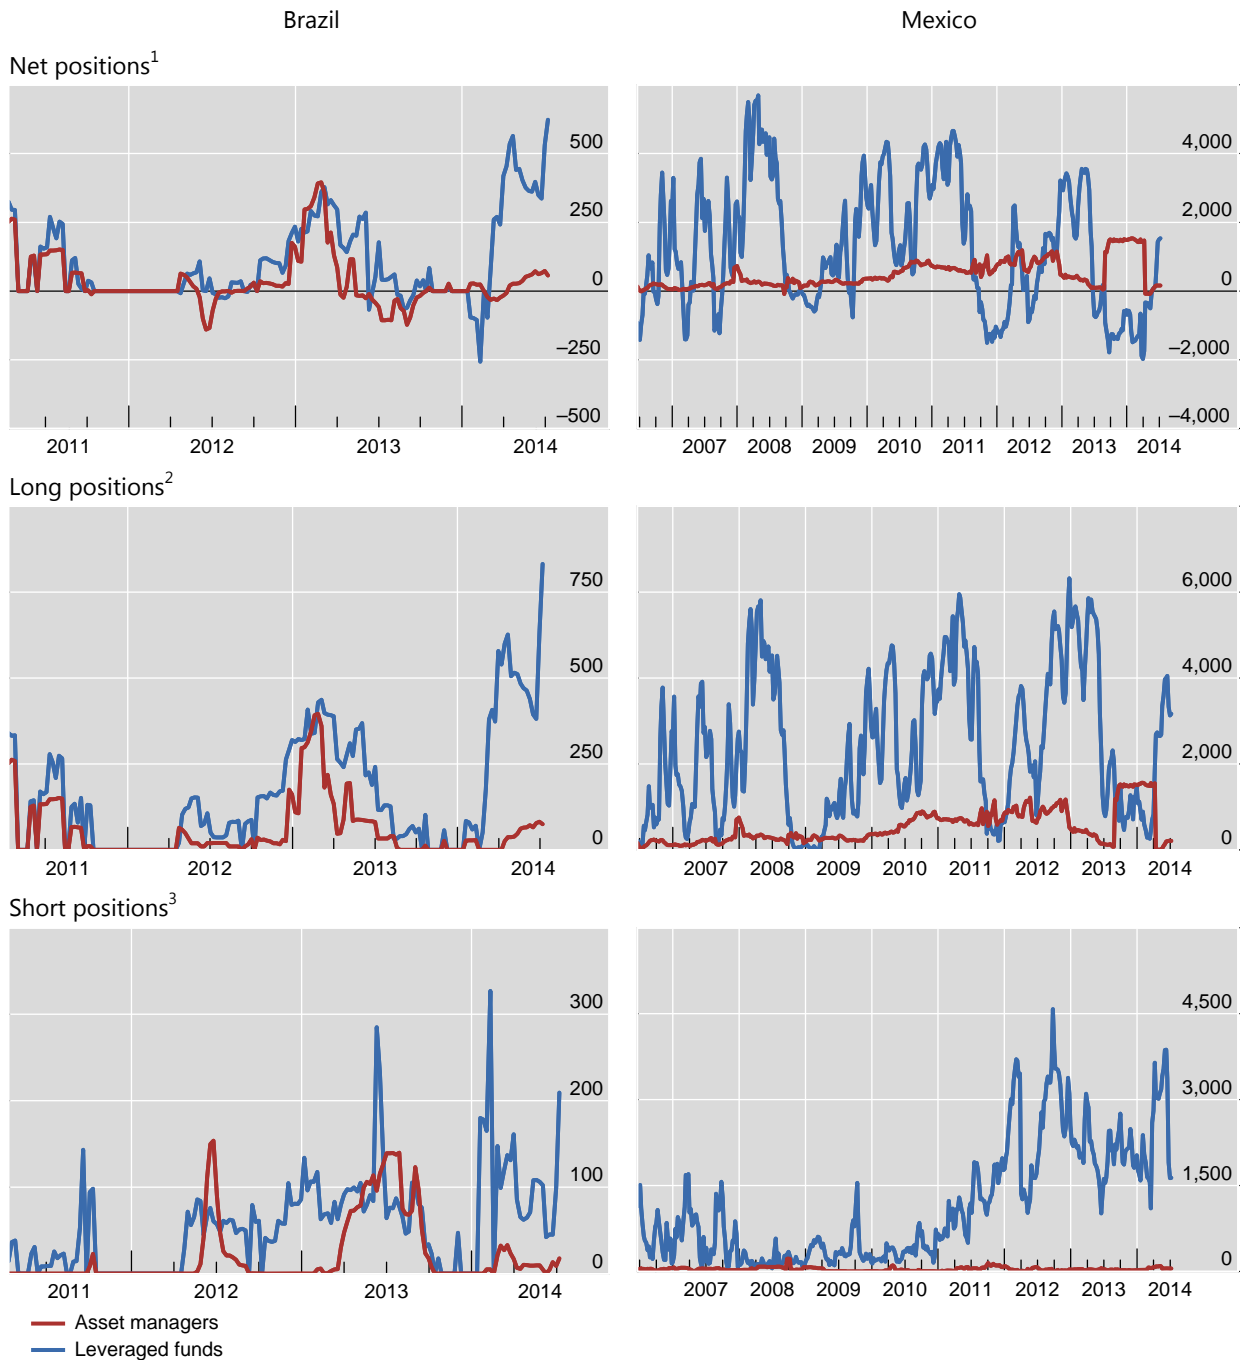 Brazil
Mexico
Net positions1
500
250
0
–250
–500
2011 2012 2013 2014
4,000
2,000
0
–2,000
–4,000
2007 2008 2009 2010 2011 2012 2013 2014
Long positions2
750
500
250
0
2011 2012 2013 2014
6,000
4,000
2,000
0
2007 2008 2009 2010 2011 2012 2013 2014
Short positions3
300
200
100
0
2011 2012 2013 2014
4,500
3,000
1,500
0
2007 2008 2009 2010 2011 2012 2013 2014
Asset managers
Leveraged funds